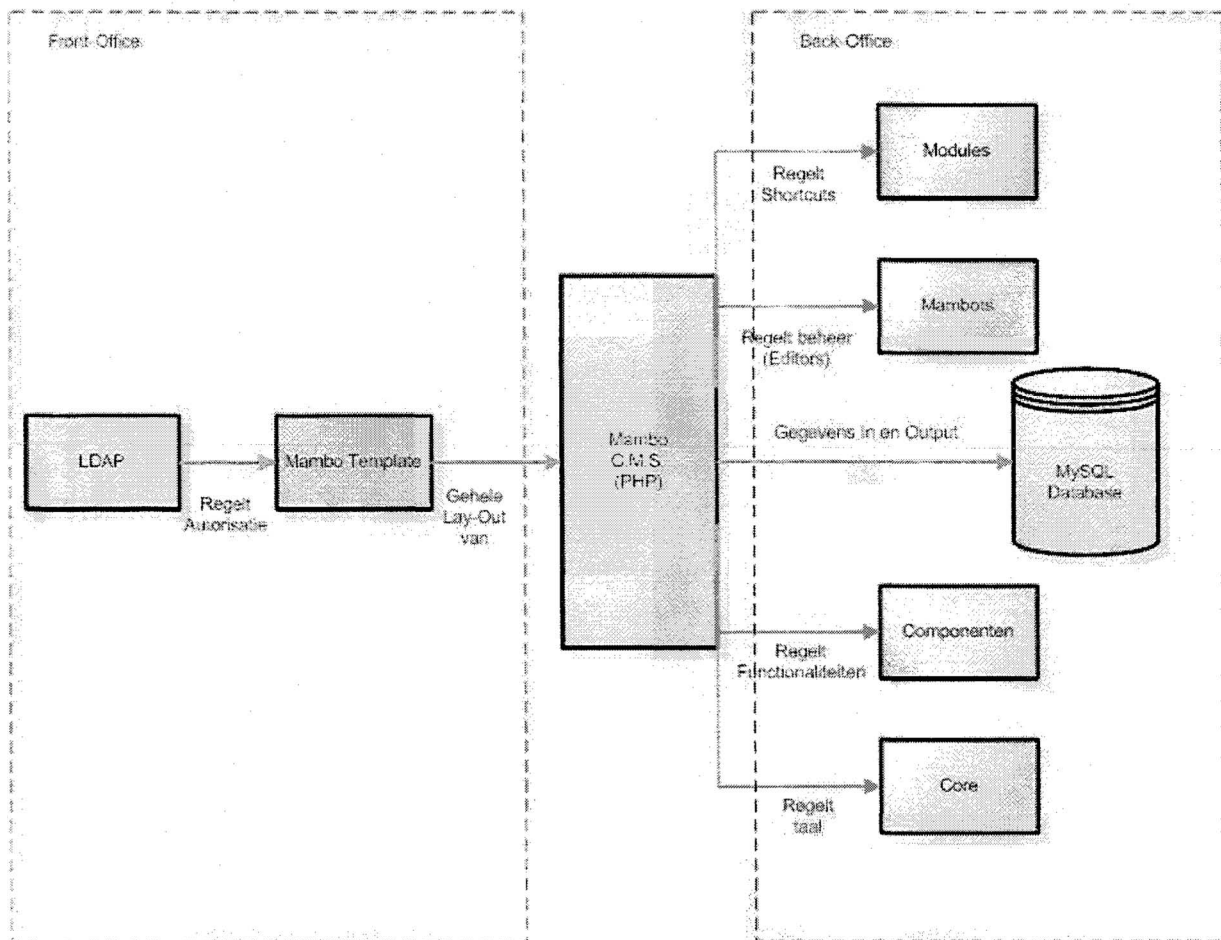 Front-Office
Back-Office
Modules
Regelt
Shortcuts
Mambots
Regelt beheer
(Editors)
LDAP
Regelt
Autorisatie
Mambo Template
Gehele
Lay-Out
van
Mambo
C.M.S.
(PHP)
Gegevens In en Output
MySQL
Database
Componenten
Regelt
Functionaliteiten
Core
Regelt
taal